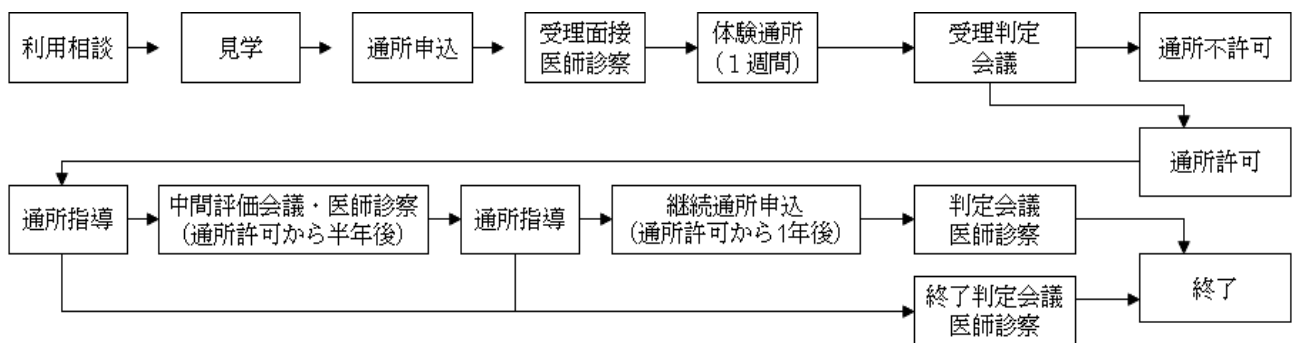 利用相談
見学
通所申込
受理面接
医師診察
体験通所
(1週間)
受理判定
会議
通所不許可
通所許可
通所指導
中間評価会議・医師診察
(通所許可から半年後)
通所指導
継続通所申込
(通所許可から1年後)
判定会議
医師診察
終了判定会議
医師診察
終了